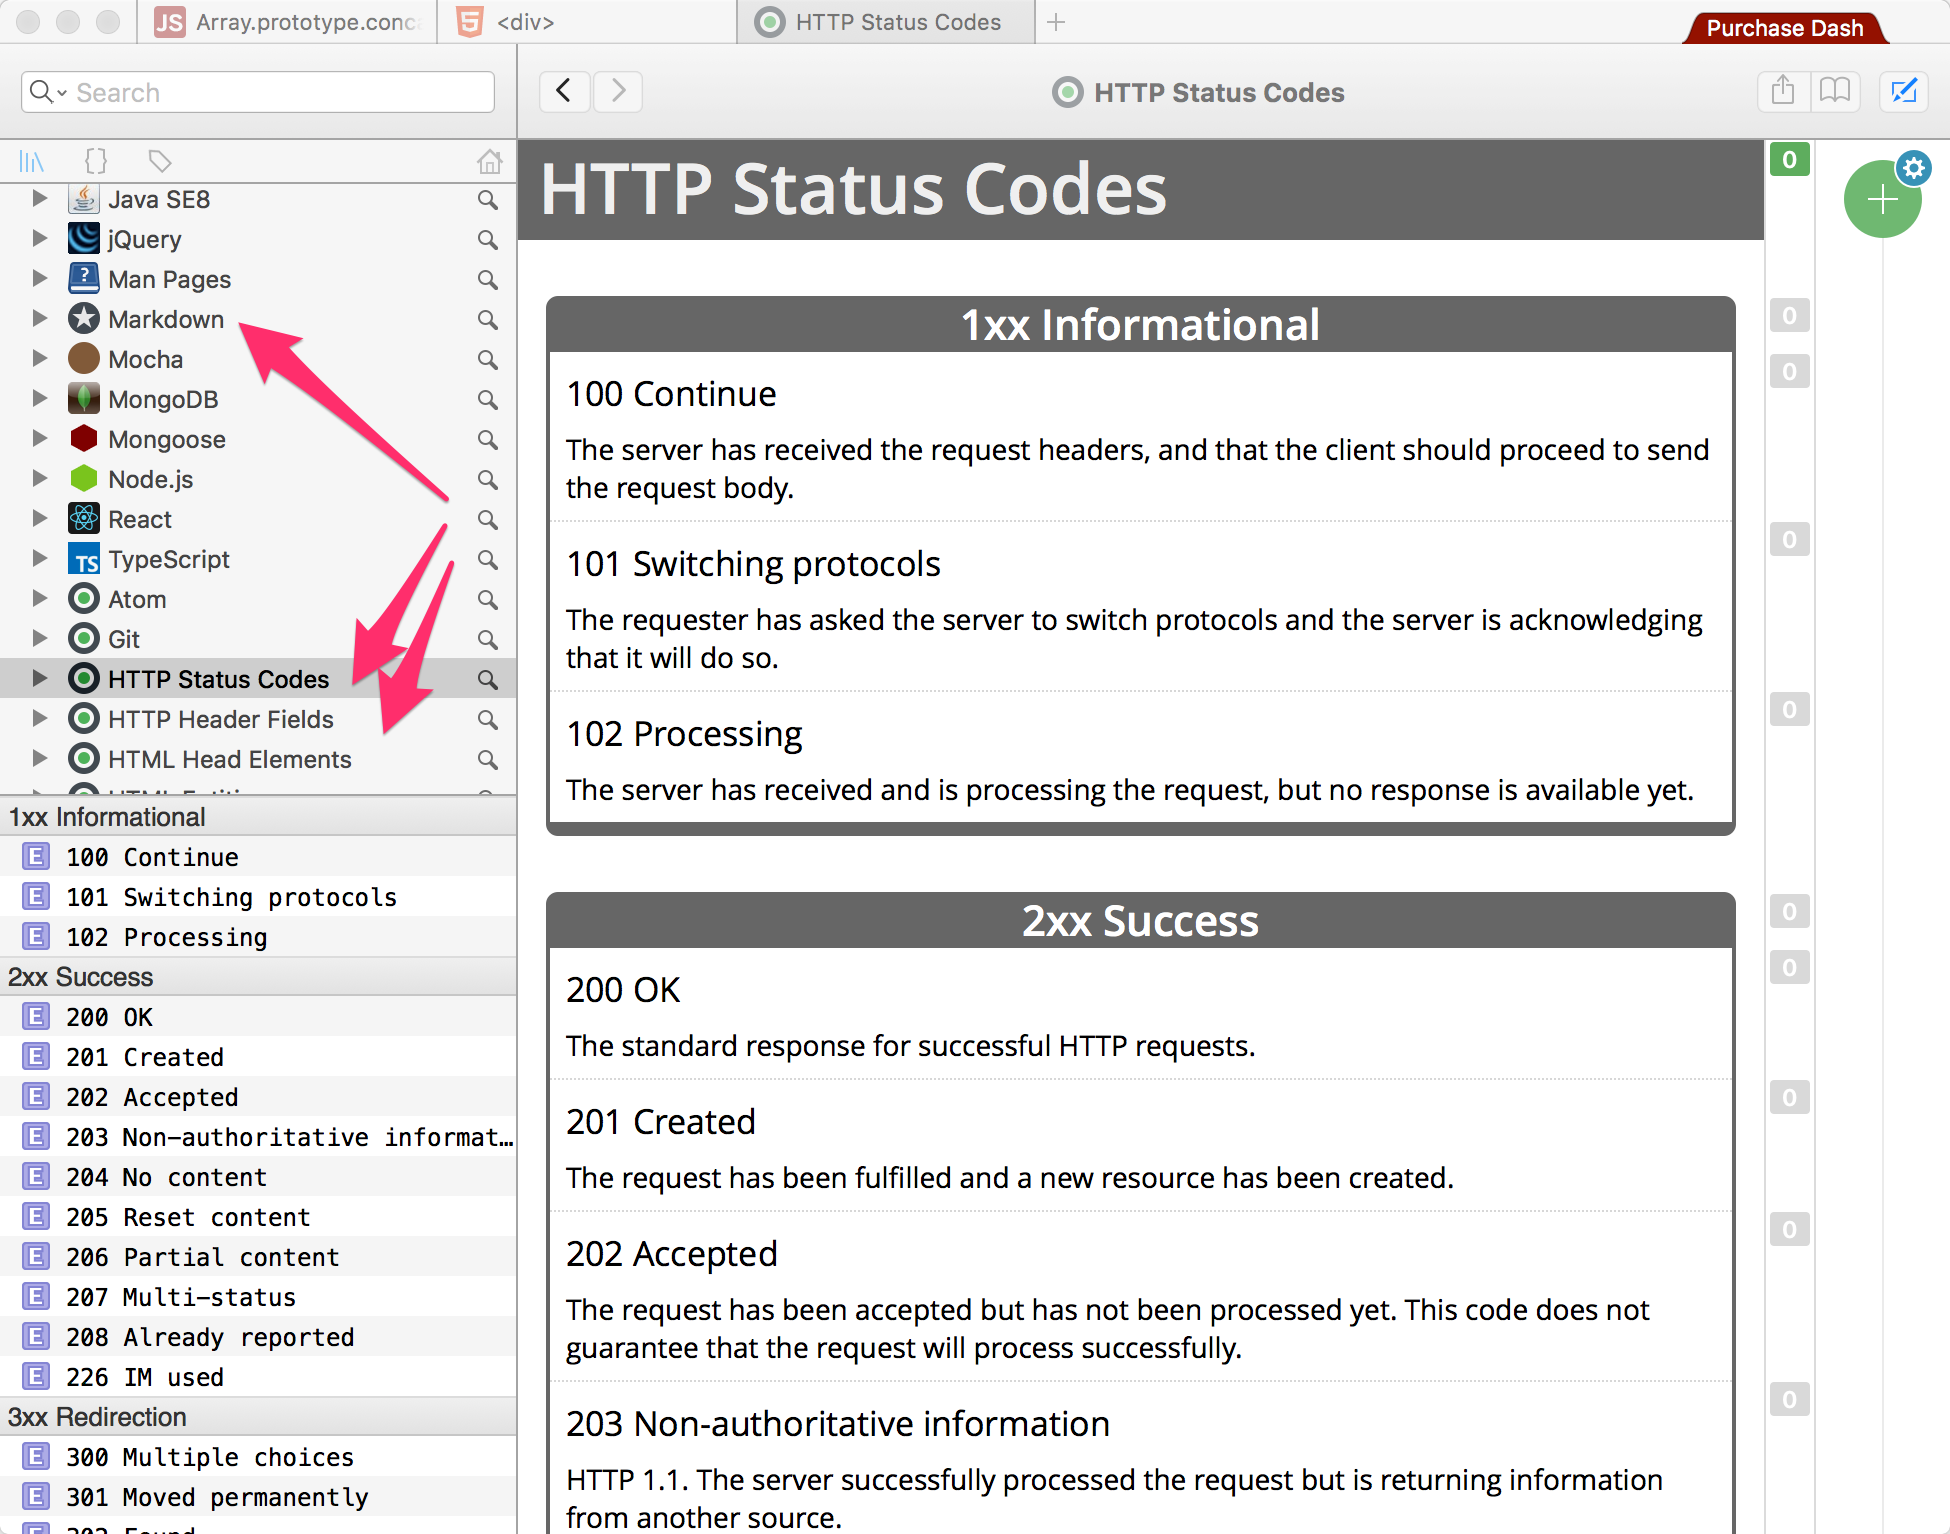 Array.prototype.conca
<div>
HTTP Status Codes
Purchase Dash
Search
HTTP Status Codes
Java SE8
jQuery
Man Pages
Markdown
Mocha
MongoDB
Mongoose
Node.js
React
TypeScript
Atom
Git
HTTP Status Codes
HTTP Header Fields
HTML Head Elements
1xx Informational
E 100 Continue
E 101 Switching protocols
E 102 Processing
2xx Success
E 200 OK
E 201 Created
E 202 Accepted
E 203 Non-authoritative informat…
E 204 No content
E 205 Reset content
E 206 Partial content
E 207 Multi-status
E 208 Already reported
E 226 IM used
3xx Redirection
E 300 Multiple choices
E 301 Moved permanently
HTTP Status Codes
0
1xx Informational
0
100 Continue
0
The server has received the request headers, and that the client should proceed to send
the request body.
101 Switching protocols
0
The requester has asked the server to switch protocols and the server is acknowledging
that it will do so.
102 Processing
0
The server has received and is processing the request, but no response is available yet.
2xx Success
0
200 OK
0
The standard response for successful HTTP requests.
201 Created
0
The request has been fulfilled and a new resource has been created.
202 Accepted
0
The request has been accepted but has not been processed yet. This code does not
guarantee that the request will process successfully.
203 Non-authoritative information
0
HTTP 1.1. The server successfully processed the request but is returning information
from another source.